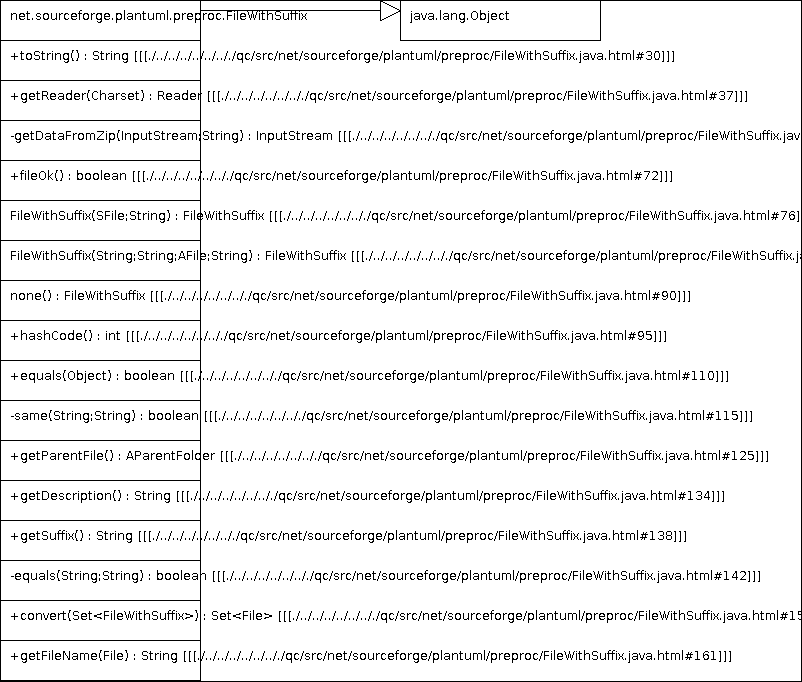 net.sourceforge.plantuml.preproc.FileWithSuffix
java.lang.Object
+toString() : String [[[./../../../../../../qc/src/net/sourceforge/plantuml/preproc/FileWithSuffix.java.html#30]]]
+getReader(Charset) : Reader [[[./../../../../../../qc/src/net/sourceforge/plantuml/preproc/FileWithSuffix.java.html#37]]]
-getDataFromZip(InputStream;String) : InputStream [[[./../../../../../../qc/src/net/sourceforge/plantuml/preproc/FileWithSuffix.jav
+fileOk() : boolean [[[./../../../../../../qc/src/net/sourceforge/plantuml/preproc/FileWithSuffix.java.html#72]]]
FileWithSuffix(SFile;String) : FileWithSuffix [[[./../../../../../../qc/src/net/sourceforge/plantuml/preproc/FileWithSuffix.java.html#76]
FileWithSuffix(String;String;AFile;String) : FileWithSuffix [[[./../../../../../../qc/src/net/sourceforge/plantuml/preproc/FileWithSuffix.ja
none() : FileWithSuffix [[[./../../../../../../qc/src/net/sourceforge/plantuml/preproc/FileWithSuffix.java.html#90]]]
+hashCode() : int [[[./../../../../../../qc/src/net/sourceforge/plantuml/preproc/FileWithSuffix.java.html#95]]]
+equals(Object) : boolean [[[./../../../../../../qc/src/net/sourceforge/plantuml/preproc/FileWithSuffix.java.html#110]]]
-same(String;String) : boolean [[[./../../../../../../qc/src/net/sourceforge/plantuml/preproc/FileWithSuffix.java.html#115]]]
+getParentFile() : AParentFolder [[[./../../../../../../qc/src/net/sourceforge/plantuml/preproc/FileWithSuffix.java.html#125]]]
+getDescription() : String [[[./../../../../../../qc/src/net/sourceforge/plantuml/preproc/FileWithSuffix.java.html#134]]]
+getSuffix() : String [[[./../../../../../../qc/src/net/sourceforge/plantuml/preproc/FileWithSuffix.java.html#138]]]
-equals(String;String) : boolean [[[./../../../../../../qc/src/net/sourceforge/plantuml/preproc/FileWithSuffix.java.html#142]]]
+convert(Set<FileWithSuffix>) : Set<File> [[[./../../../../../../qc/src/net/sourceforge/plantuml/preproc/FileWithSuffix.java.html#15
+getFileName(File) : String [[[./../../../../../../qc/src/net/sourceforge/plantuml/preproc/FileWithSuffix.java.html#161]]]